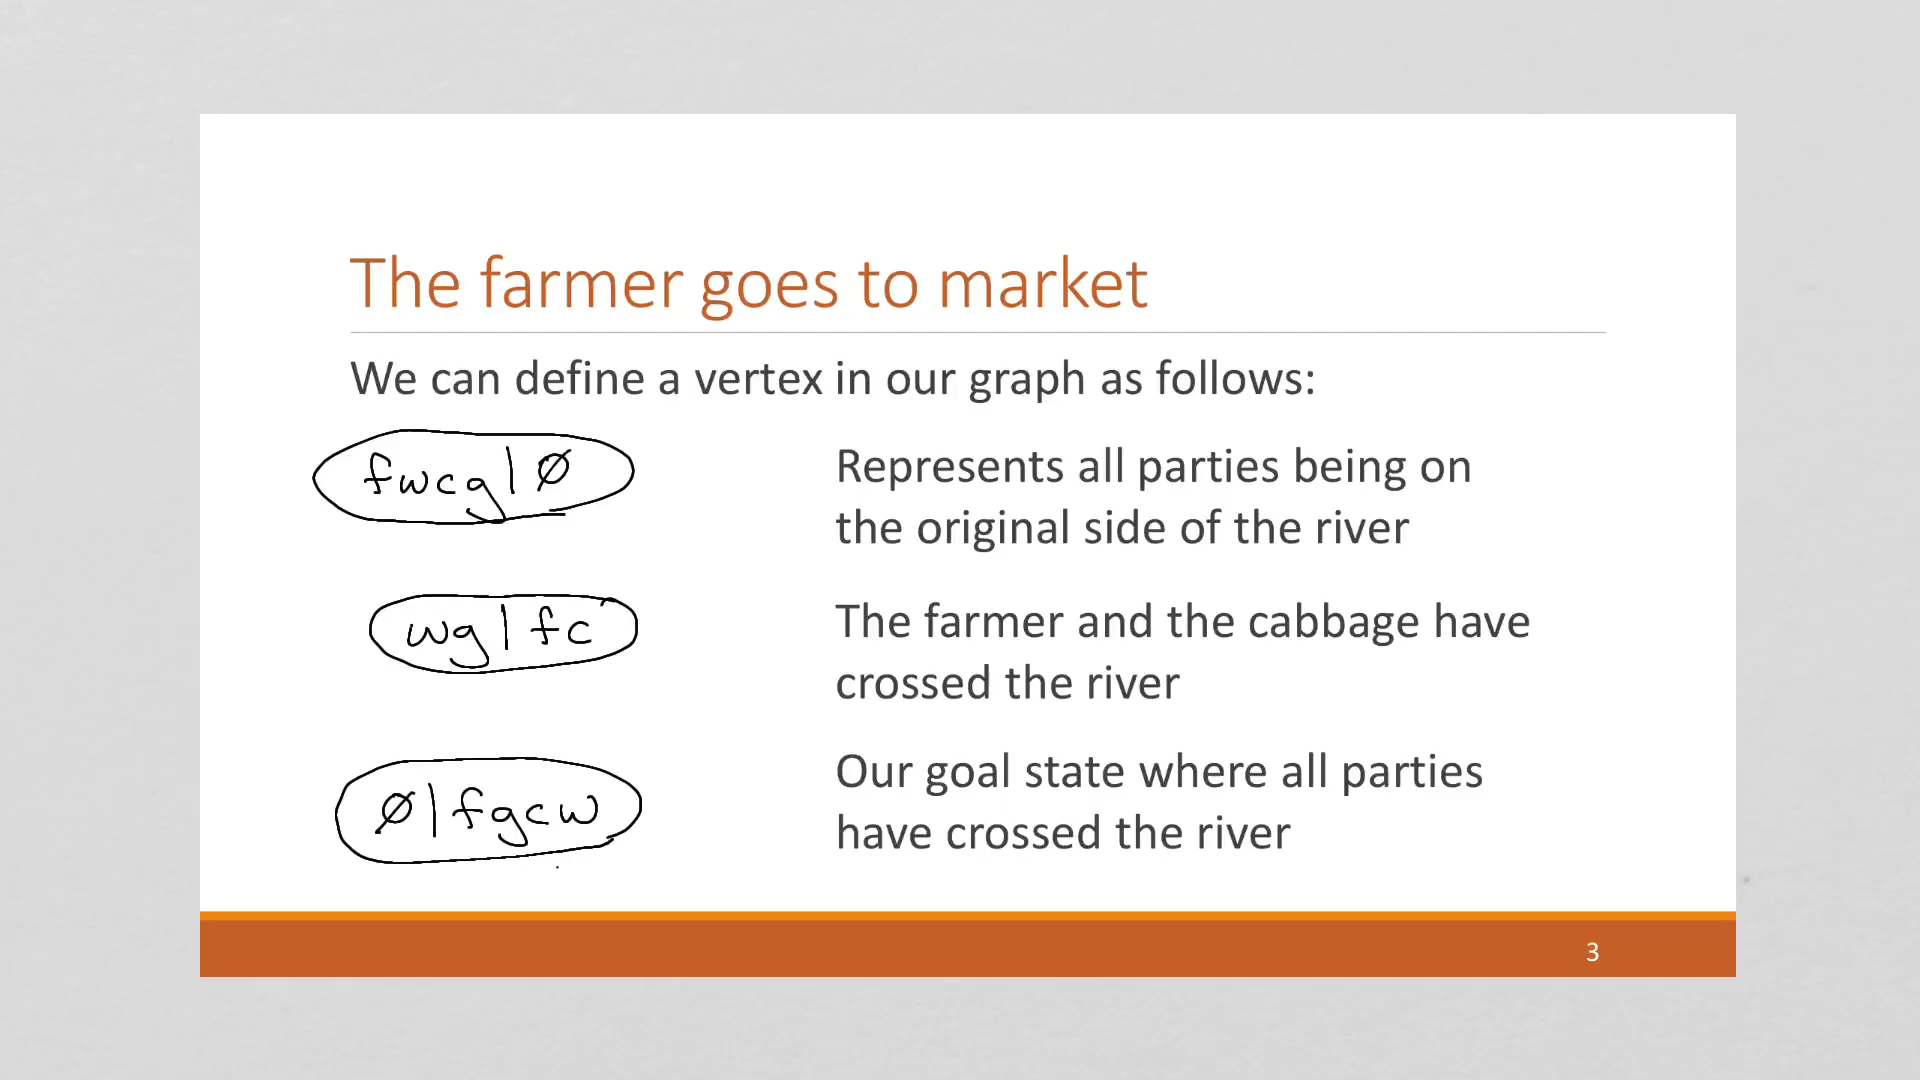 The farmer goes to market
We can define a vertex in our graph as follows:
fwcg|∅
Represents all parties being on
the original side of the river
wg|fc
The farmer and the cabbage have
crossed the river
∅|fgcw
Our goal state where all parties
have crossed the river
3